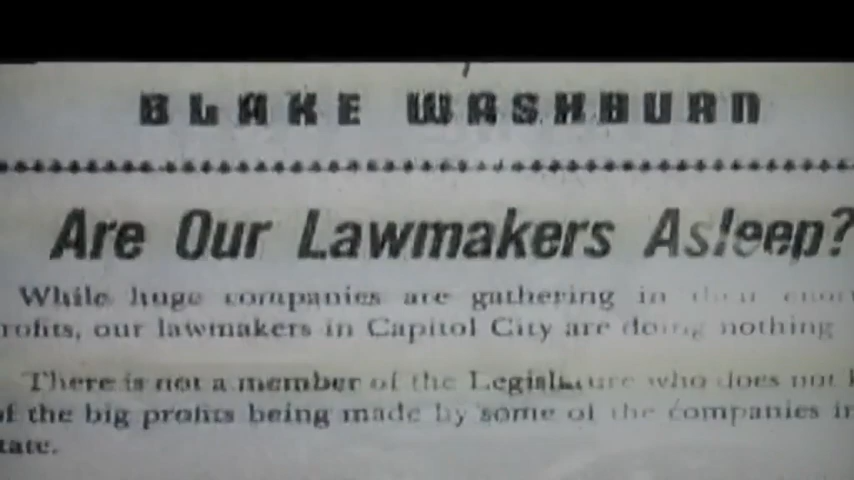 BLAKE WASHBURN
Are Our Lawmakers Asleep?
While huge companies are gathering in their
rofits, our lawmakers in Capitol City are doing nothing
There is not a member of the Legislature who does not
of the big profits being made by some of the companies in
tate.